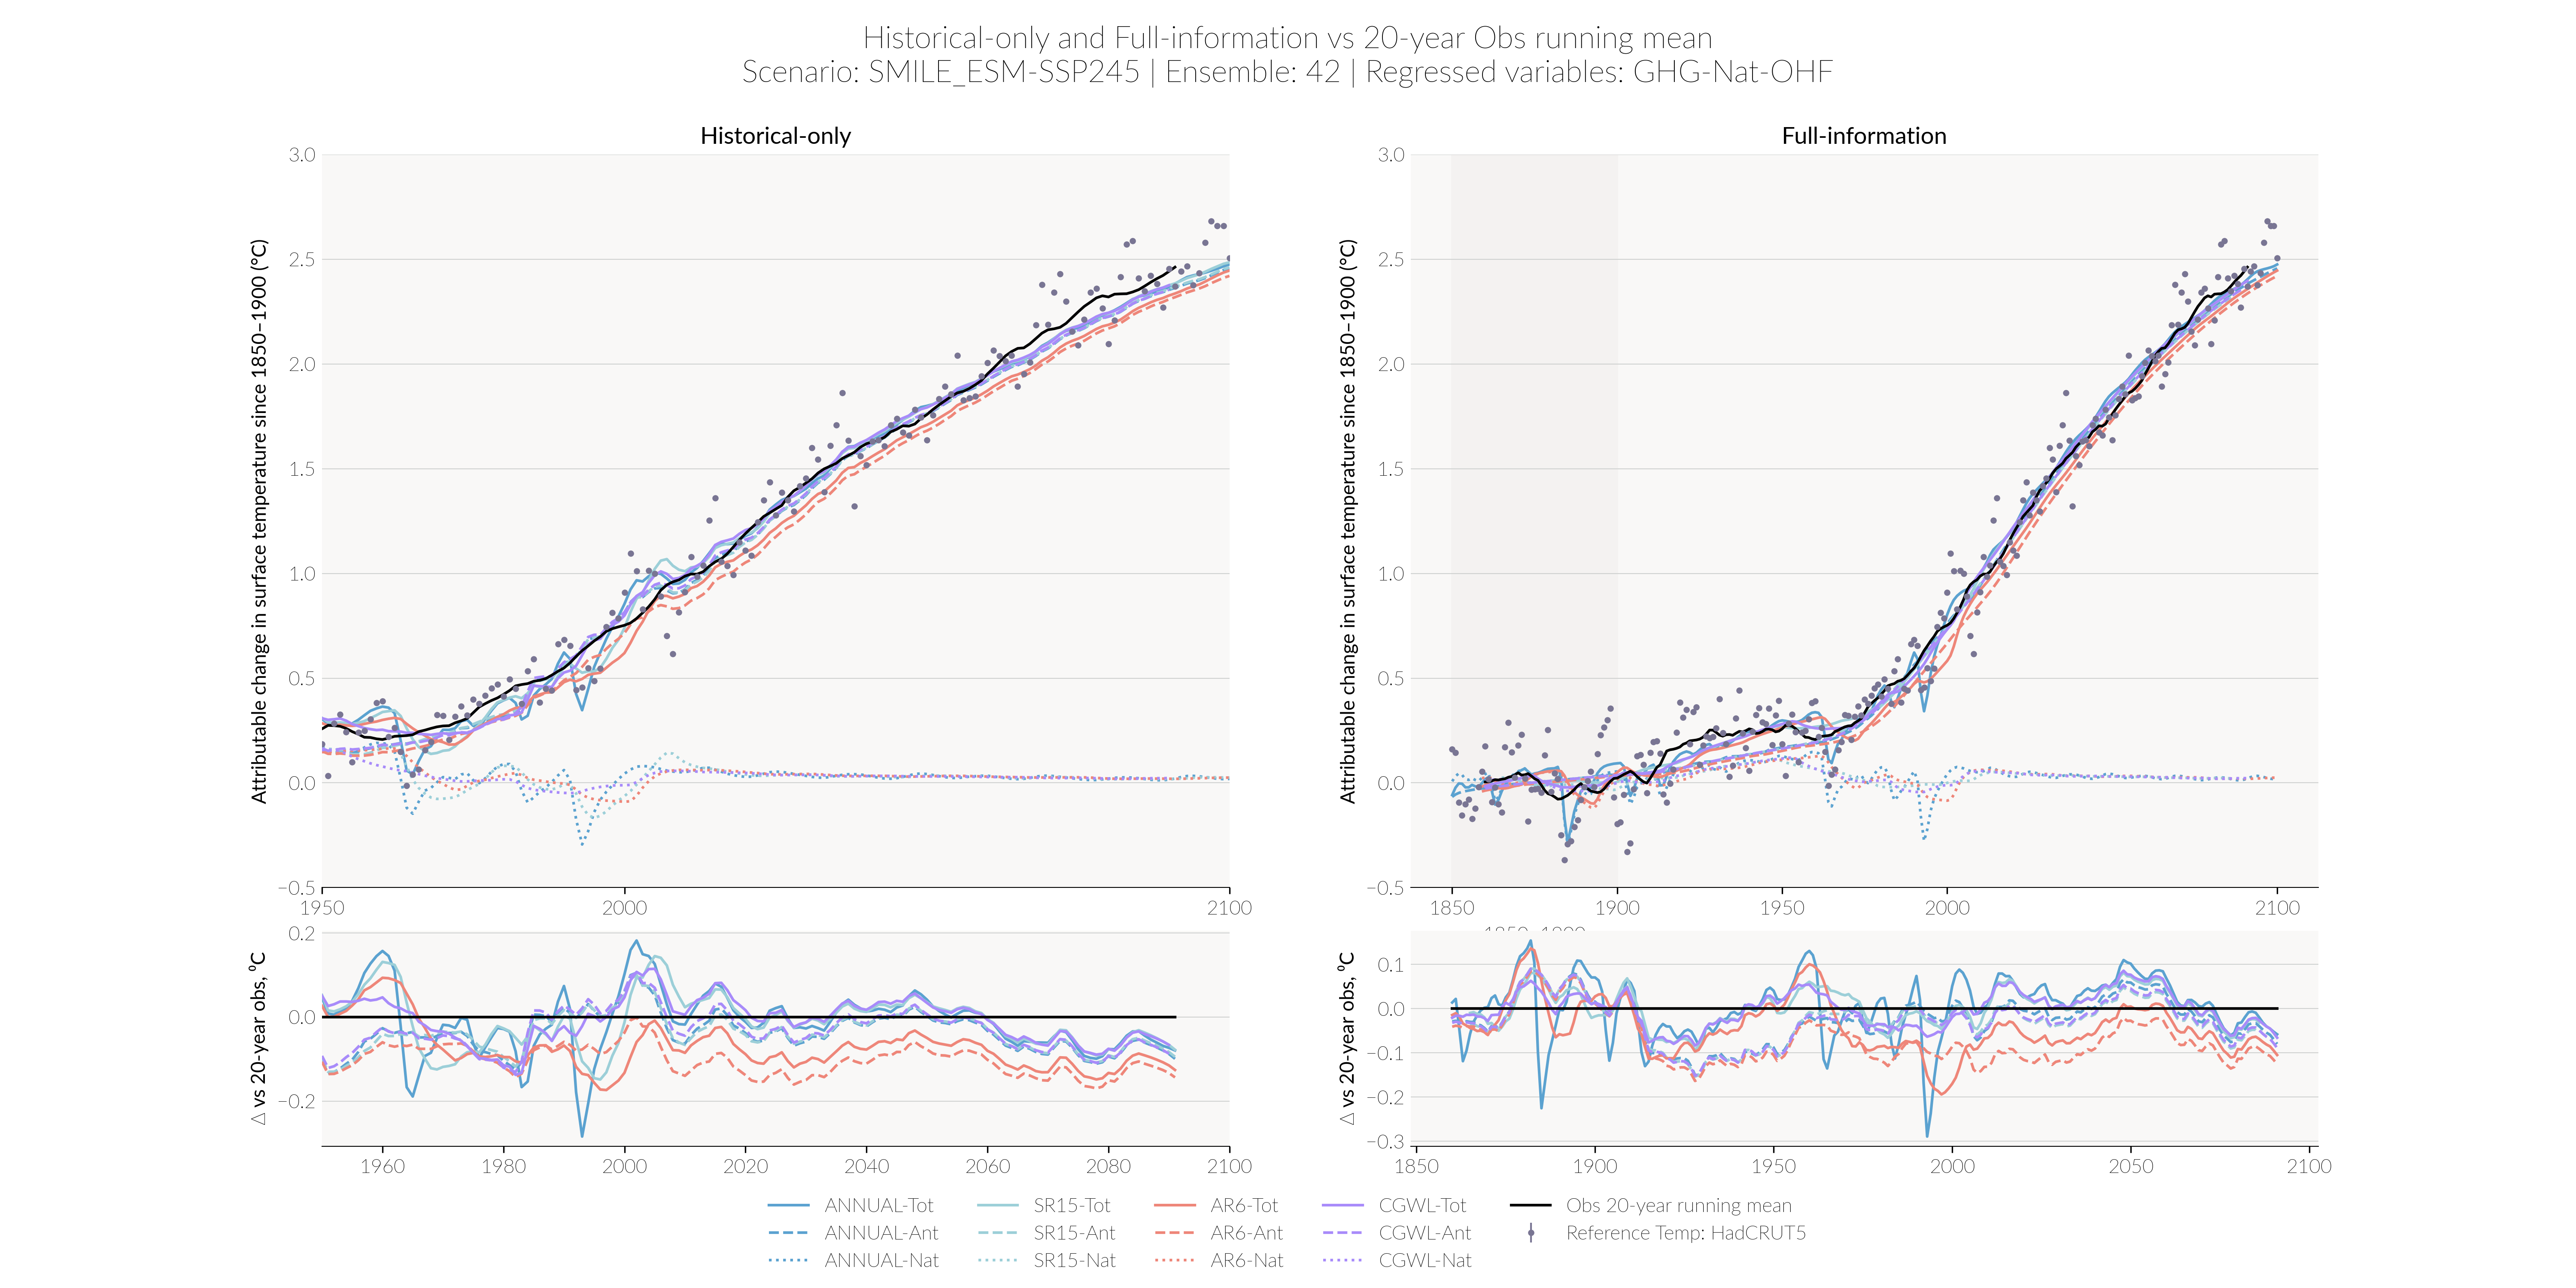 Historical-only and Full-information vs 20-year Obs running mean
Scenario: SMILE_ESM-SSP245 | Ensemble: 42 | Regressed variables: GHG-Nat-OHF
Historical-only
Attributable change in surface temperature since 1850–1900 (°C)
3.0
2.5
2.0
1.5
1.0
0.5
0.0
−0.5
1950 2000 2100
Δ vs 20-year obs, °C
0.2
0.0
−0.2
1960 1980 2000 2020 2040 2060 2080 2100
Full-information
Attributable change in surface temperature since 1850–1900 (°C)
3.0
2.5
2.0
1.5
1.0
0.5
0.0
−0.5
1850 1900 1950 2000 2100
Δ vs 20-year obs, °C
0.1
0.0
−0.1
−0.2
−0.3
1850 1900 1950 2000 2050 2100
ANNUAL-Tot SR15-Tot AR6-Tot CGWL-Tot Obs 20-year running mean
ANNUAL-Ant SR15-Ant AR6-Ant CGWL-Ant Reference Temp: HadCRUT5
ANNUAL-Nat SR15-Nat AR6-Nat CGWL-Nat